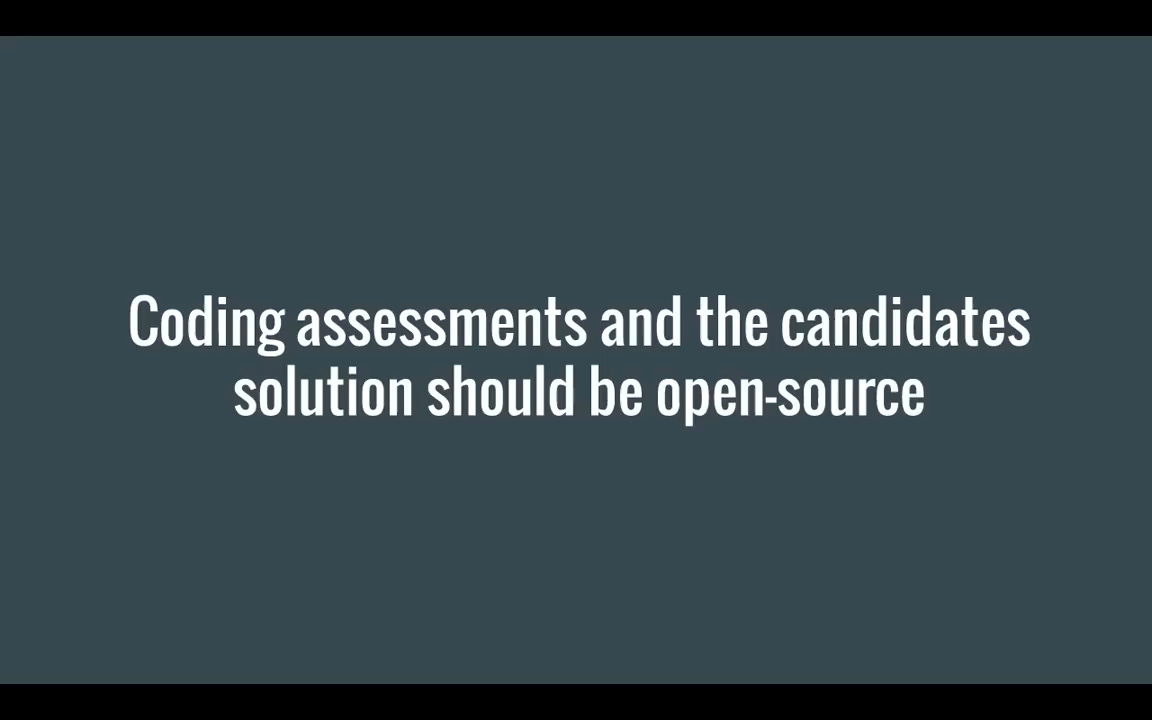 Coding assessments and the candidates
solution should be open-source